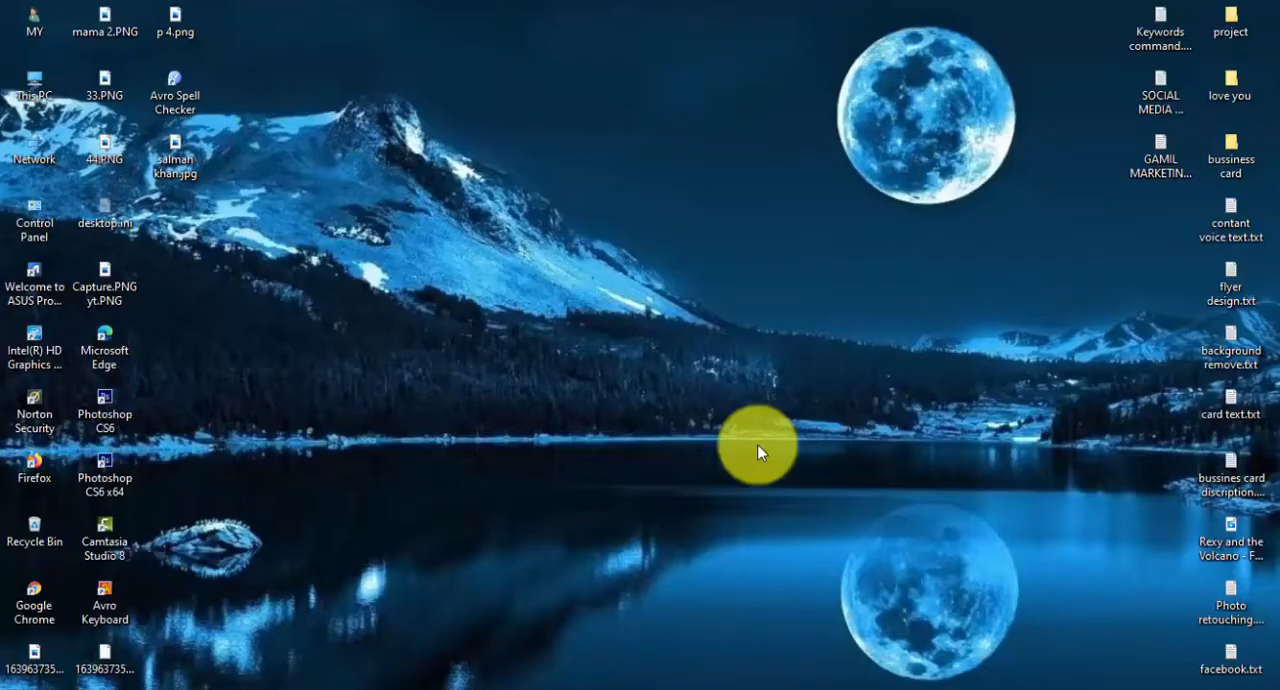 MY
This PC
Network
Control
Panel
Welcome to
ASUS Pro...
Intel(R) HD
Graphics ...
Norton
Security
Firefox
Recycle Bin
Google
Chrome
163963735...
mama 2.PNG
33.PNG
44.PNG
desktop.ini
Capture.PNG
yt.PNG
Microsoft
Edge
Photoshop
CS6
Photoshop
CS6 x64
Camtasia
Studio 8
Avro
Keyboard
163963735...
p 4.png
Avro Spell
Checker
salman
khan.jpg
Keywords
command....
SOCIAL
MEDIA ...
GAMIL
MARKETIN...
project
love you
bussiness
card
contant
voice text.txt
flyer
design.txt
background
remove.txt
card text.txt
bussines card
discription....
Rexy and the
Volcano - F...
Photo
retouching....
facebook.txt